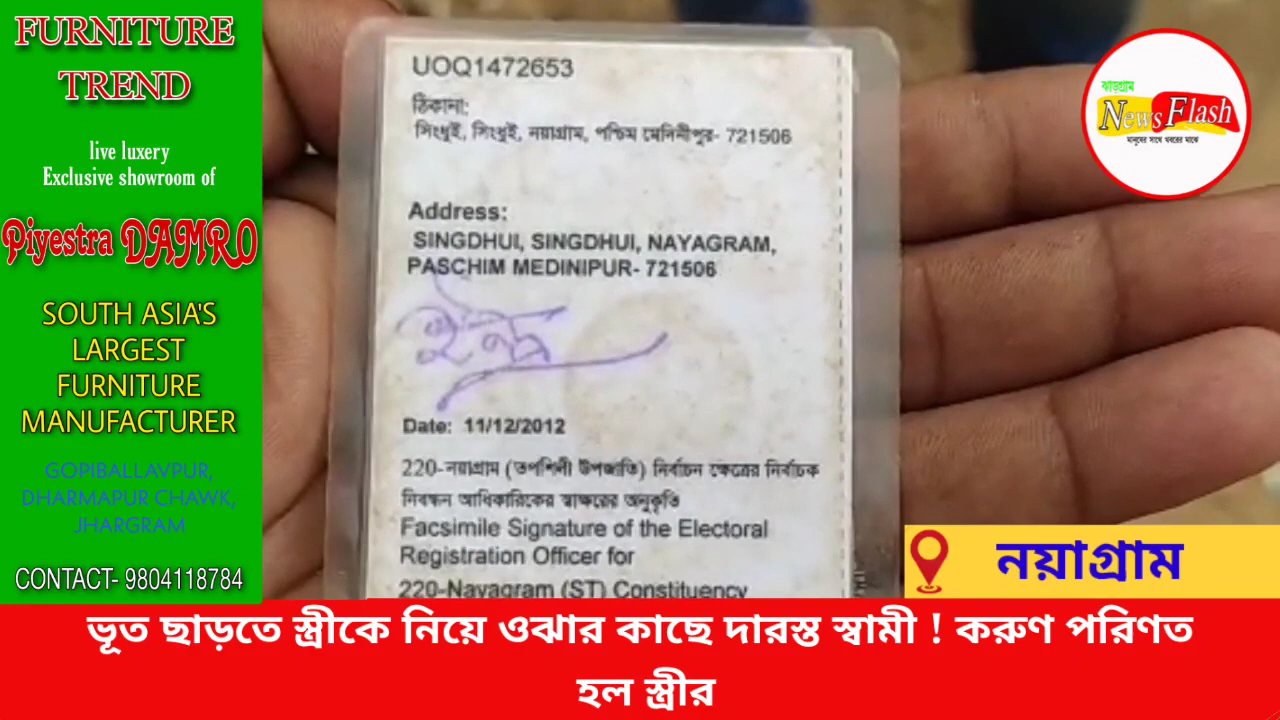 FURNITURE
TREND
live luxery
Exclusive showroom of
Piyestra DAMRO
SOUTH ASIA'S
LARGEST
FURNITURE
MANUFACTURER
GOPIBALLAVPUR,
DHARMAPUR CHAWK,
JHARGRAM
CONTACT- 9804118784
UOQ1472653
ঠিকানা:
সিংধুই, সিংধুই, নয়াগ্রাম, পশ্চিম মেদিনীপুর- 721506
Address:
SINGDHUI, SINGDHUI, NAYAGRAM,
PASCHIM MEDINIPUR- 721506
Date: 11/12/2012
220-নয়াগ্রাম (তপশিলী উপজাতি) নির্বাচন ক্ষেত্রের নির্বাচক
নিবন্ধন আধিকারিকের স্বাক্ষরের অনুকৃতি
Facsimile Signature of the Electoral
Registration Officer for
220-Nayagram (ST) Constituency
ঝাড়গ্রাম
News Flash
মানুষের সাথে খবরের মাঝে
নয়াগ্রাম
ভূত ছাড়তে স্ত্রীকে নিয়ে ওঝার কাছে দারস্ত স্বামী ! করুণ পরিণত
হল স্ত্রীর